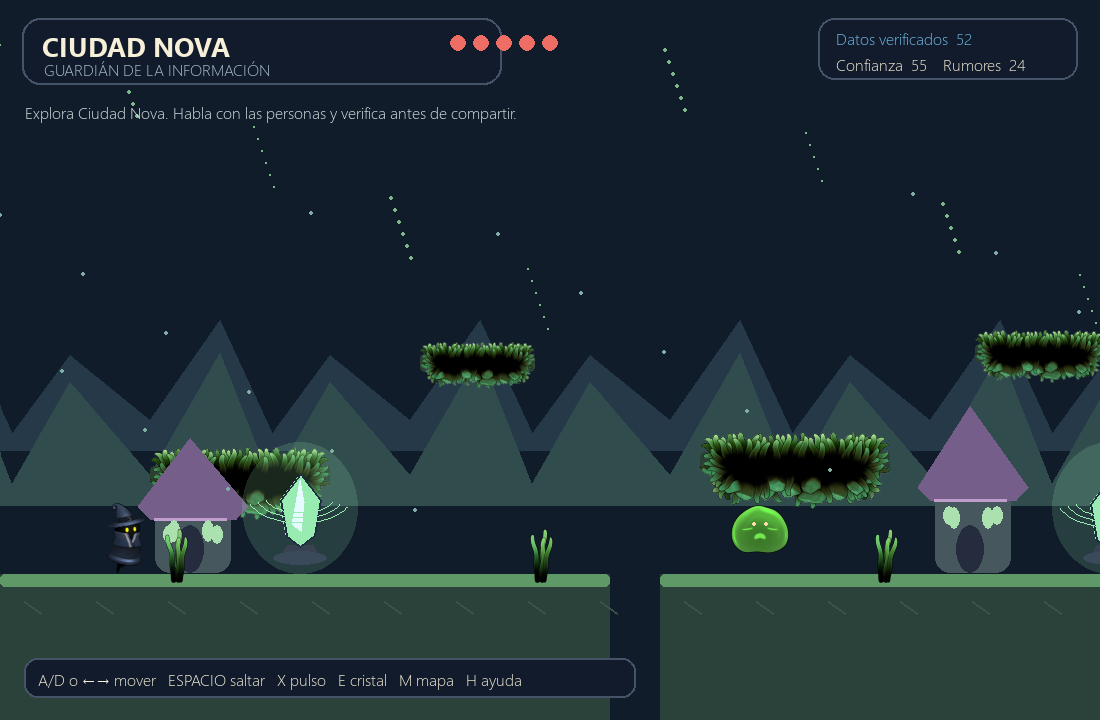 CIUDAD NOVA
GUARDIÁN DE LA INFORMACIÓN
Datos verificados 52
Confianza 55 Rumores 24
Explora Ciudad Nova. Habla con las personas y verifica antes de compartir.
A/D o ←→ mover ESPACIO saltar X pulso E cristal M mapa H ayuda